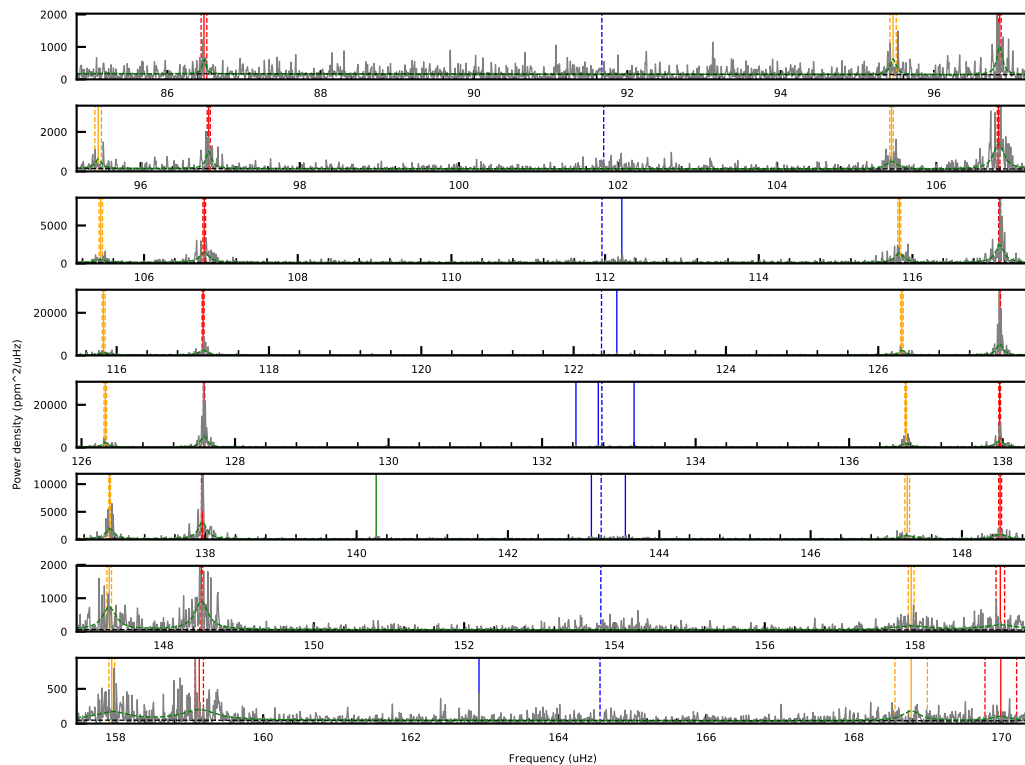 2000
1000
0
86 88 90 92 94 96
2000
0
96 98 100 102 104 106
5000
0
106 108 110 112 114 116
20000
0
116 118 120 122 124 126
20000
0
126 128 130 132 134 136 138
10000
5000
0
138 140 142 144 146 148
2000
1000
0
148 150 152 154 156 158
500
0
158 160 162 164 166 168 170
Power density (ppm^2/uHz)
Frequency (uHz)